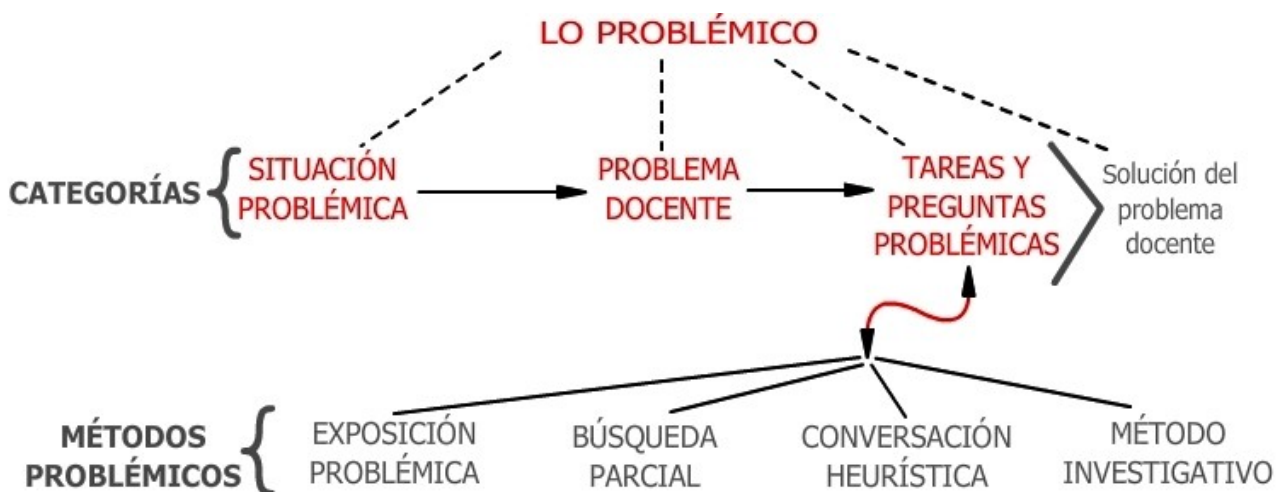 LO PROBLÉMICO
CATEGORÍAS
SITUACIÓN
PROBLÉMICA
PROBLEMA
DOCENTE
TAREAS Y
PREGUNTAS
PROBLÉMICAS
Solución del
problema
docente
MÉTODOS
PROBLÉMICOS
EXPOSICIÓN
PROBLÉMICA
BÚSQUEDA
PARCIAL
CONVERSACIÓN
HEURÍSTICA
MÉTODO
INVESTIGATIVO